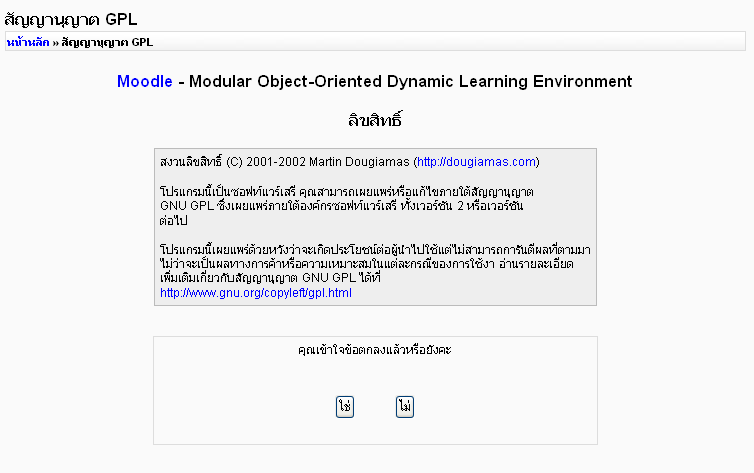 สัญญานุญาต GPL
หน้าหลัก » สัญญานุญาต GPL
Moodle - Modular Object-Oriented Dynamic Learning Environment
ลิขสิทธิ์
สงวนลิขสิทธิ์ (C) 2001-2002 Martin Dougiamas (http://dougiamas.com)
โปรแกรมนี้เป็นซอฟท์แวร์เสรี คุณสามารถเผยแพร่หรือแก้ไขภายใต้สัญญานุญาต
GNU GPL ซึ่งเผยแพร่ภายใต้องค์กรซอฟท์แวร์เสรี ทั้งเวอร์ชัน 2 หรือเวอร์ชัน
ต่อไป
โปรแกรมนี้เผยแพร่ด้วยหวังว่าจะเกิดประโยชน์ต่อผู้นำไปใช้แต่ไม่สามารถการันตีผลที่ตามมา
ไม่ว่าจะเป็นผลทางการค้าหรือความเหมาะสมในแต่ละกรณีของการใช้งา อ่านรายละเอียด
เพิ่มเติมเกี่ยวกับสัญญานุญาต GNU GPL ได้ที่
http://www.gnu.org/copyleft/gpl.html
คุณเข้าใจข้อตกลงแล้วหรือยังคะ
ใช่ ไม่